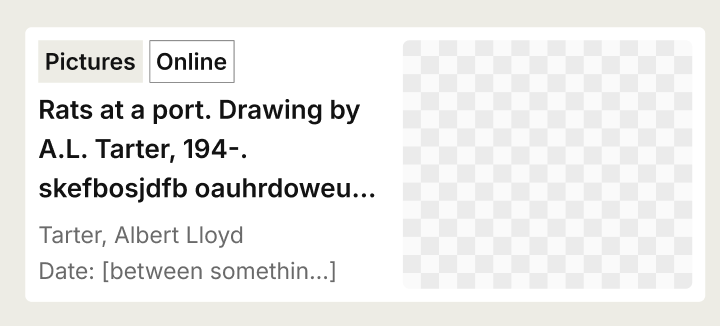 Pictures Online
Rats at a port. Drawing by
A.L. Tarter, 194-.
skefbosjdfb oauhrdoweu...
Tarter, Albert Lloyd
Date: [between somethin...]